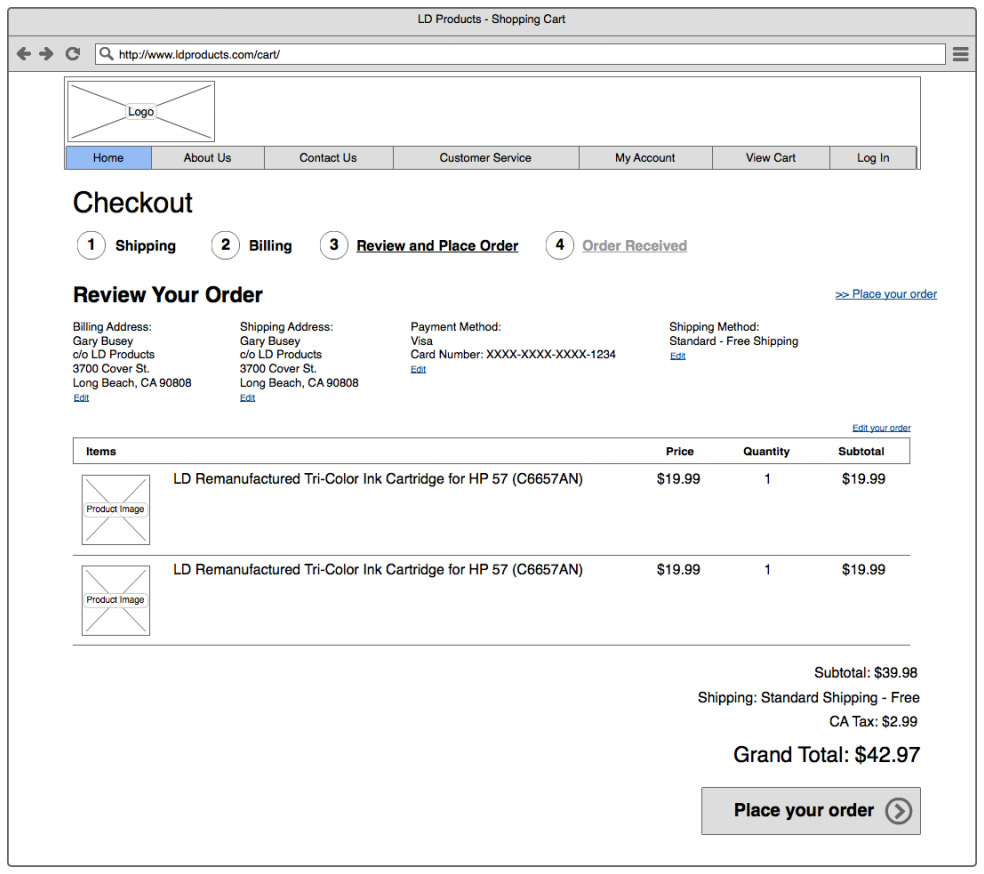 LD Products - Shopping Cart
http://www.ldproducts.com/cart/
Logo
Home About Us Contact Us Customer Service My Account View Cart Log In
Checkout
1 Shipping 2 Billing 3 Review and Place Order 4 Order Received
Review Your Order
>> Place your order
Billing Address:
Gary Busey
c/o LD Products
3700 Cover St.
Long Beach, CA 90808
Edit
Shipping Address:
Gary Busey
c/o LD Products
3700 Cover St.
Long Beach, CA 90808
Edit
Payment Method:
Visa
Card Number: XXXX-XXXX-XXXX-1234
Edit
Shipping Method:
Standard - Free Shipping
Edit
Edit your order
Items Price Quantity Subtotal
Product Image
LD Remanufactured Tri-Color Ink Cartridge for HP 57 (C6657AN) $19.99 1 $19.99
Product Image
LD Remanufactured Tri-Color Ink Cartridge for HP 57 (C6657AN) $19.99 1 $19.99
Subtotal: $39.98
Shipping: Standard Shipping - Free
CA Tax: $2.99
Grand Total: $42.97
Place your order